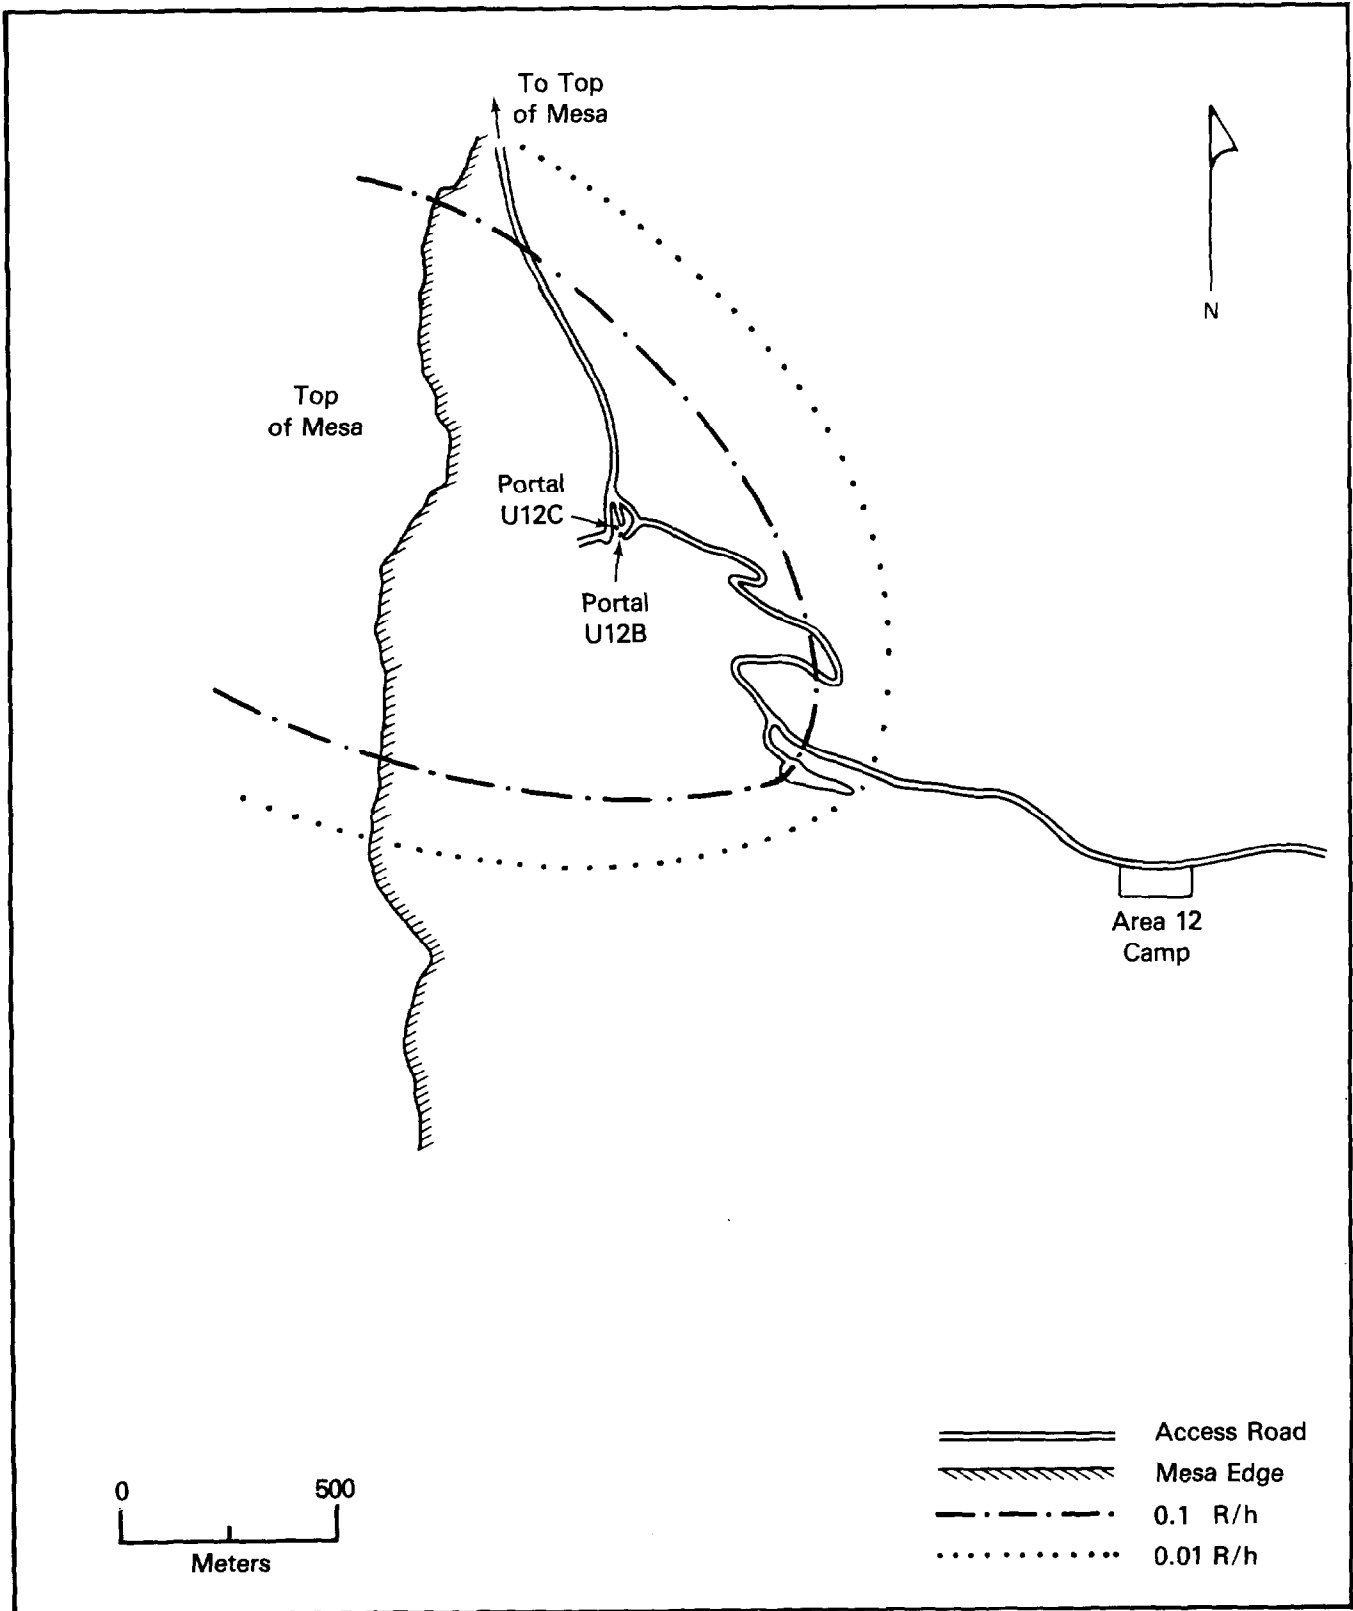 To Top
of Mesa
N
Top
of Mesa
Portal
U12C
Portal
U12B
Area 12
Camp
Access Road
Mesa Edge
0.1 R/h
0.01 R/h
0 500
Meters